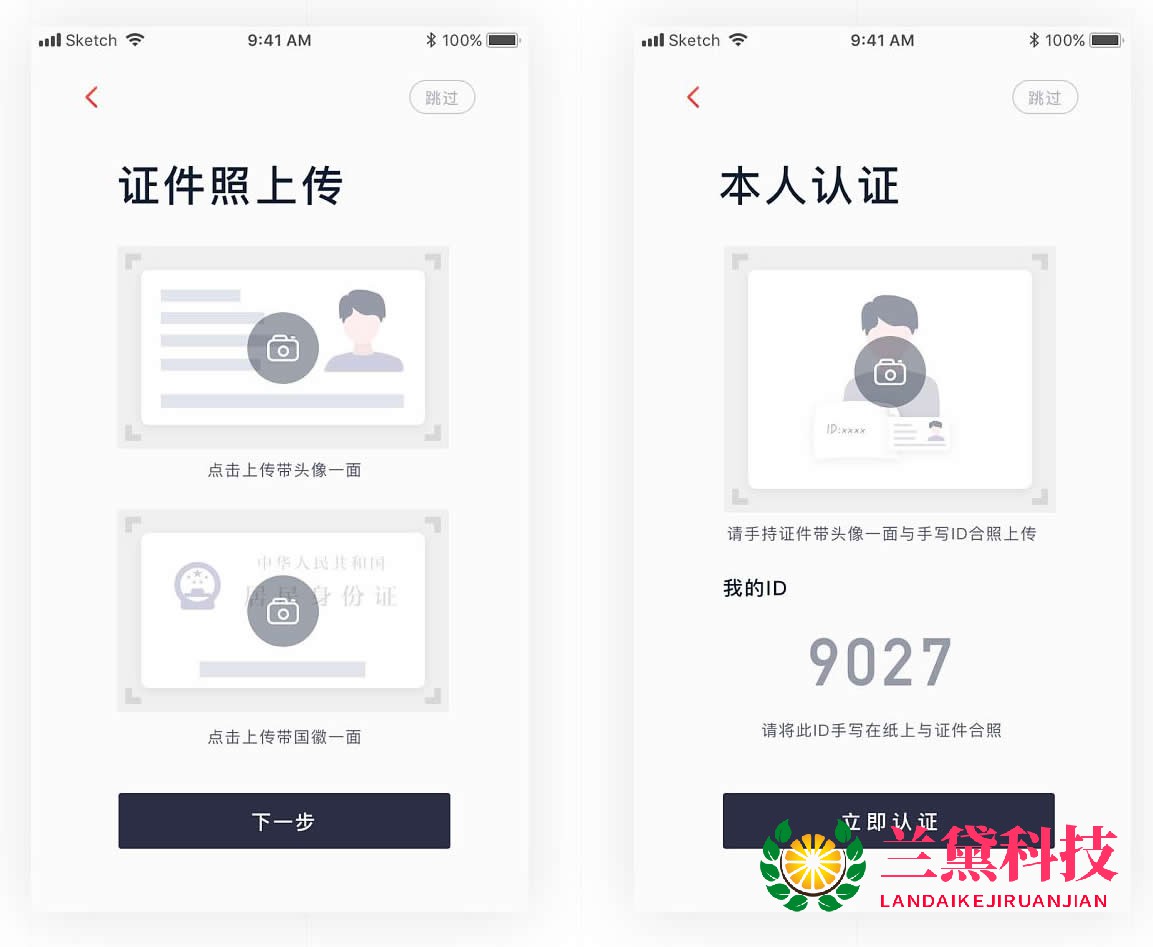 Sketch 9:41 AM 100%
跳过
证件照上传
点击上传带头像一面
中华人民共和国
居民身份证
点击上传带国徽一面
下一步
Sketch 9:41 AM 100%
跳过
本人认证
ID:xxxx
请手持证件带头像一面与手写ID合照上传
我的ID
9027
请将此ID手写在纸上与证件合照
立即认证
兰黛科技
LANDAIKEJIRUANJIAN